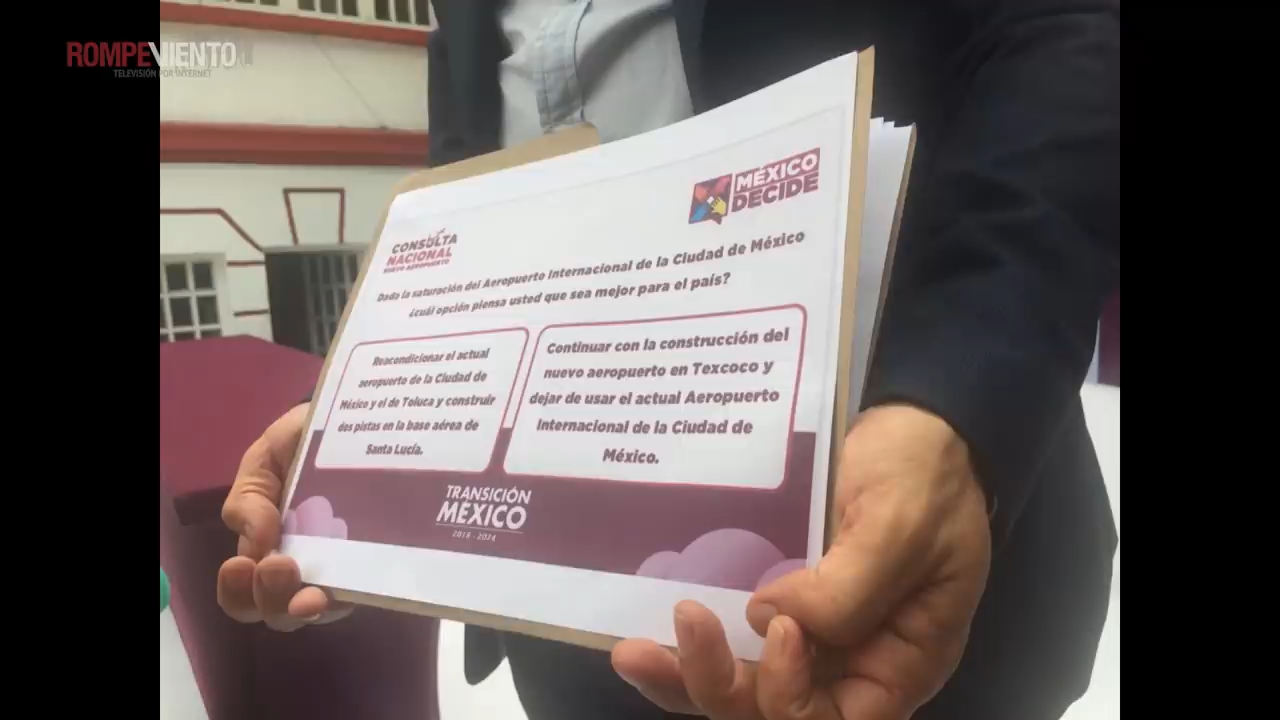 ROMPEVIENTO
TELEVISIÓN POR INTERNET
MÉXICO
DECIDE
CONSULTA
NACIONAL
NUEVO AEROPUERTO
Dada la saturación del Aeropuerto Internacional de la Ciudad de México
¿cuál opción piensa usted que sea mejor para el país?
Reacondicionar el actual
aeropuerto de la Ciudad de
México y el de Toluca y construir
dos pistas en la base aérea de
Santa Lucía.
Continuar con la construcción del
nuevo aeropuerto en Texcoco y
dejar de usar el actual Aeropuerto
Internacional de la Ciudad de
México.
TRANSICIÓN
MÉXICO
2018 - 2024